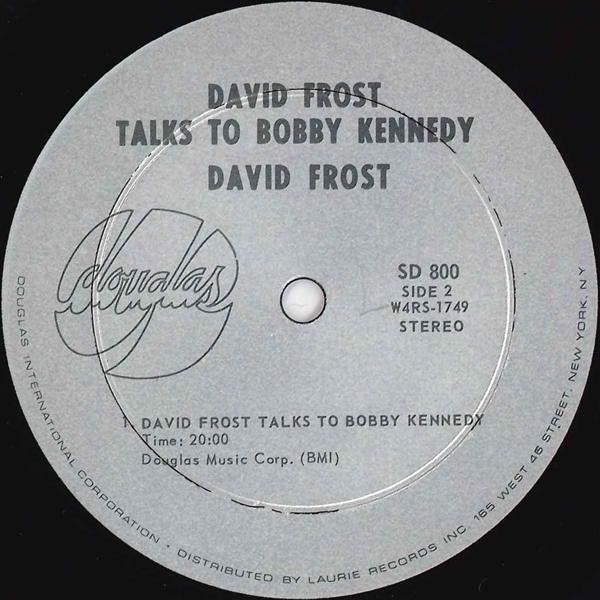 DAVID FROST
TALKS TO BOBBY KENNEDY
DAVID FROST
douglas
SD 800
SIDE 2
W4RS-1749
STEREO
1. DAVID FROST TALKS TO BOBBY KENNEDY
Time: 20:00
Douglas Music Corp. (BMI)
DOUGLAS INTERNATIONAL CORPORATION • DISTRIBUTED BY LAURIE RECORDS INC. 165 WEST 46 STREET, NEW YORK, NY